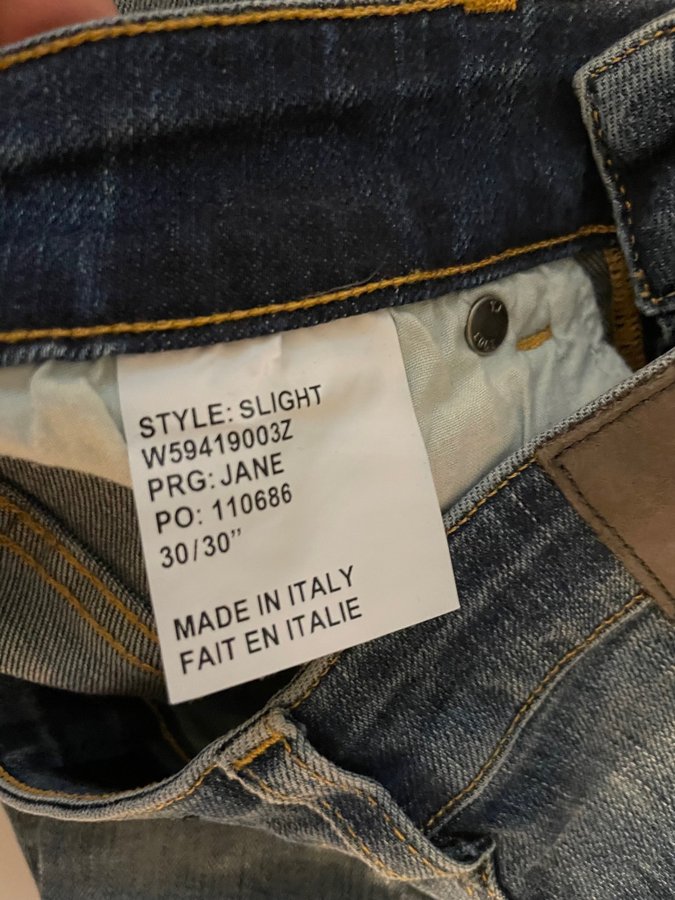 STYLE: SLIGHT
W59419003Z
PRG: JANE
PO: 110686
30/30"
MADE IN ITALY
FAIT EN ITALIE